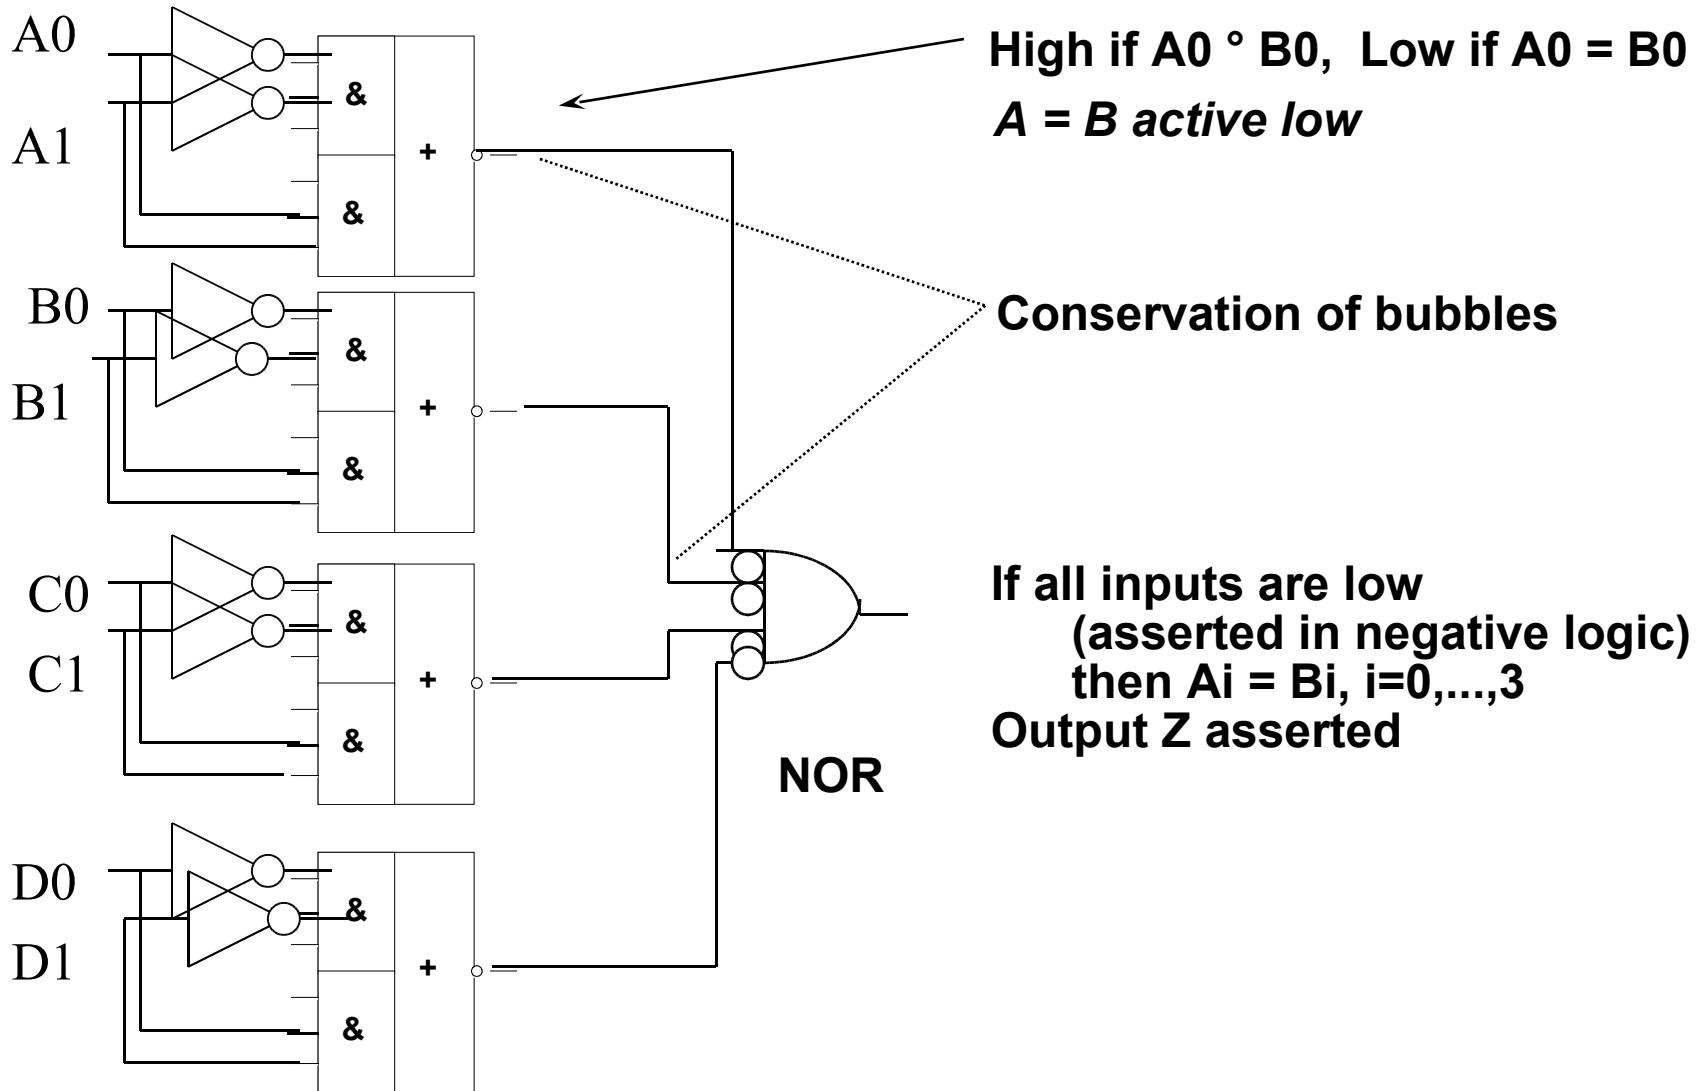 A0
A1
&
+
&
High if A0 ° B0, Low if A0 = B0
A = B active low
B0
B1
&
+
&
Conservation of bubbles
C0
C1
&
+
&
If all inputs are low
(asserted in negative logic)
then Ai = Bi, i=0,...,3
Output Z asserted
NOR
D0
D1
&
+
&